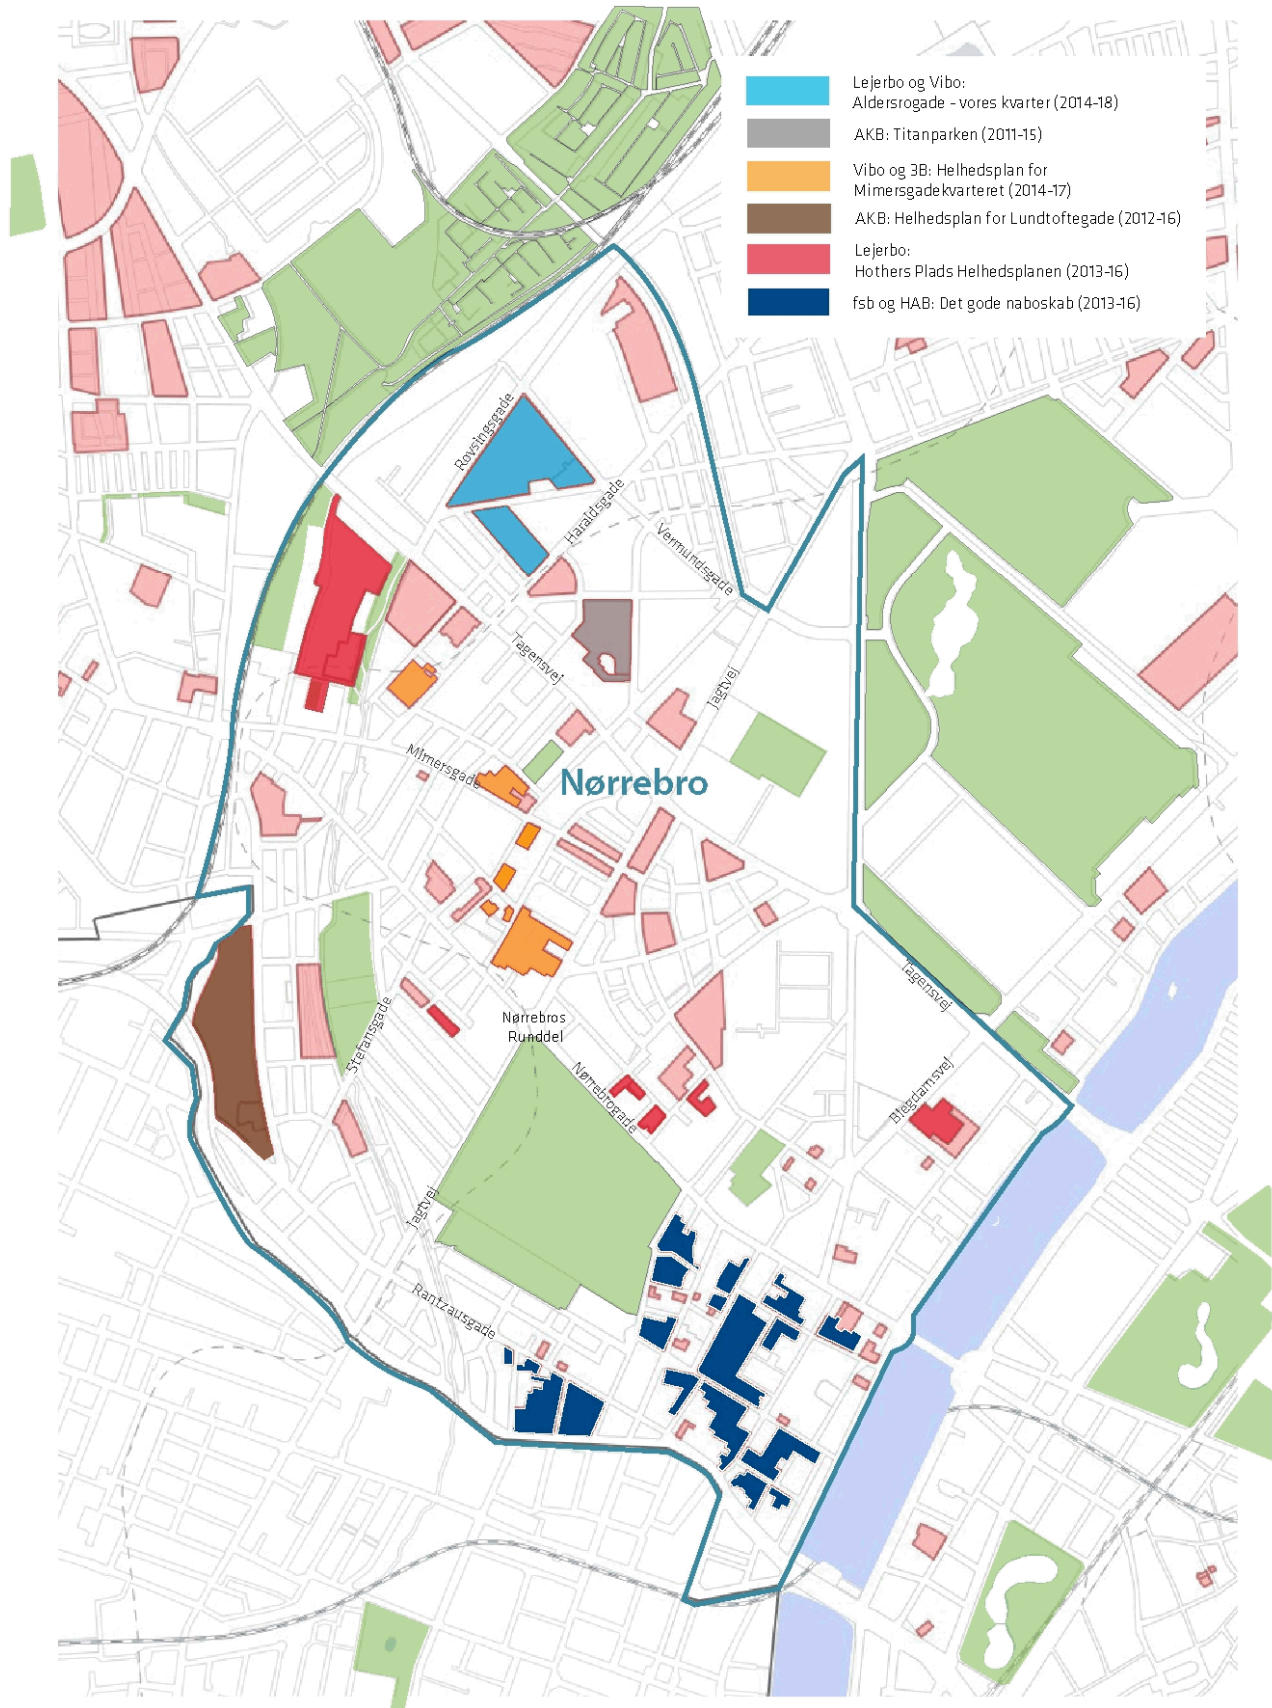 Lejerbo og Vibo:
Aldersrogade - vores kvarter (2014-18)
AKB: Titanparken (2011-15)
Vibo og 3B: Helhedsplan for
Mimersgadekvarteret (2014-17)
AKB: Helhedsplan for Lundtoftegade (2012-16)
Lejerbo:
Hothers Plads Helhedsplanen (2013-16)
fsb og HAB: Det gode naboskab (2013-16)
Rovsingsgade
Haraldsgade
Vermundsgade
Tagensvej
Jagtvej
Mimersgade
Nørrebro
Tagensvej
Stefansgade
Nørrebros
Runddel
Nørrebrogade
Blegdamsvej
Jagtvej
Rantzausgade